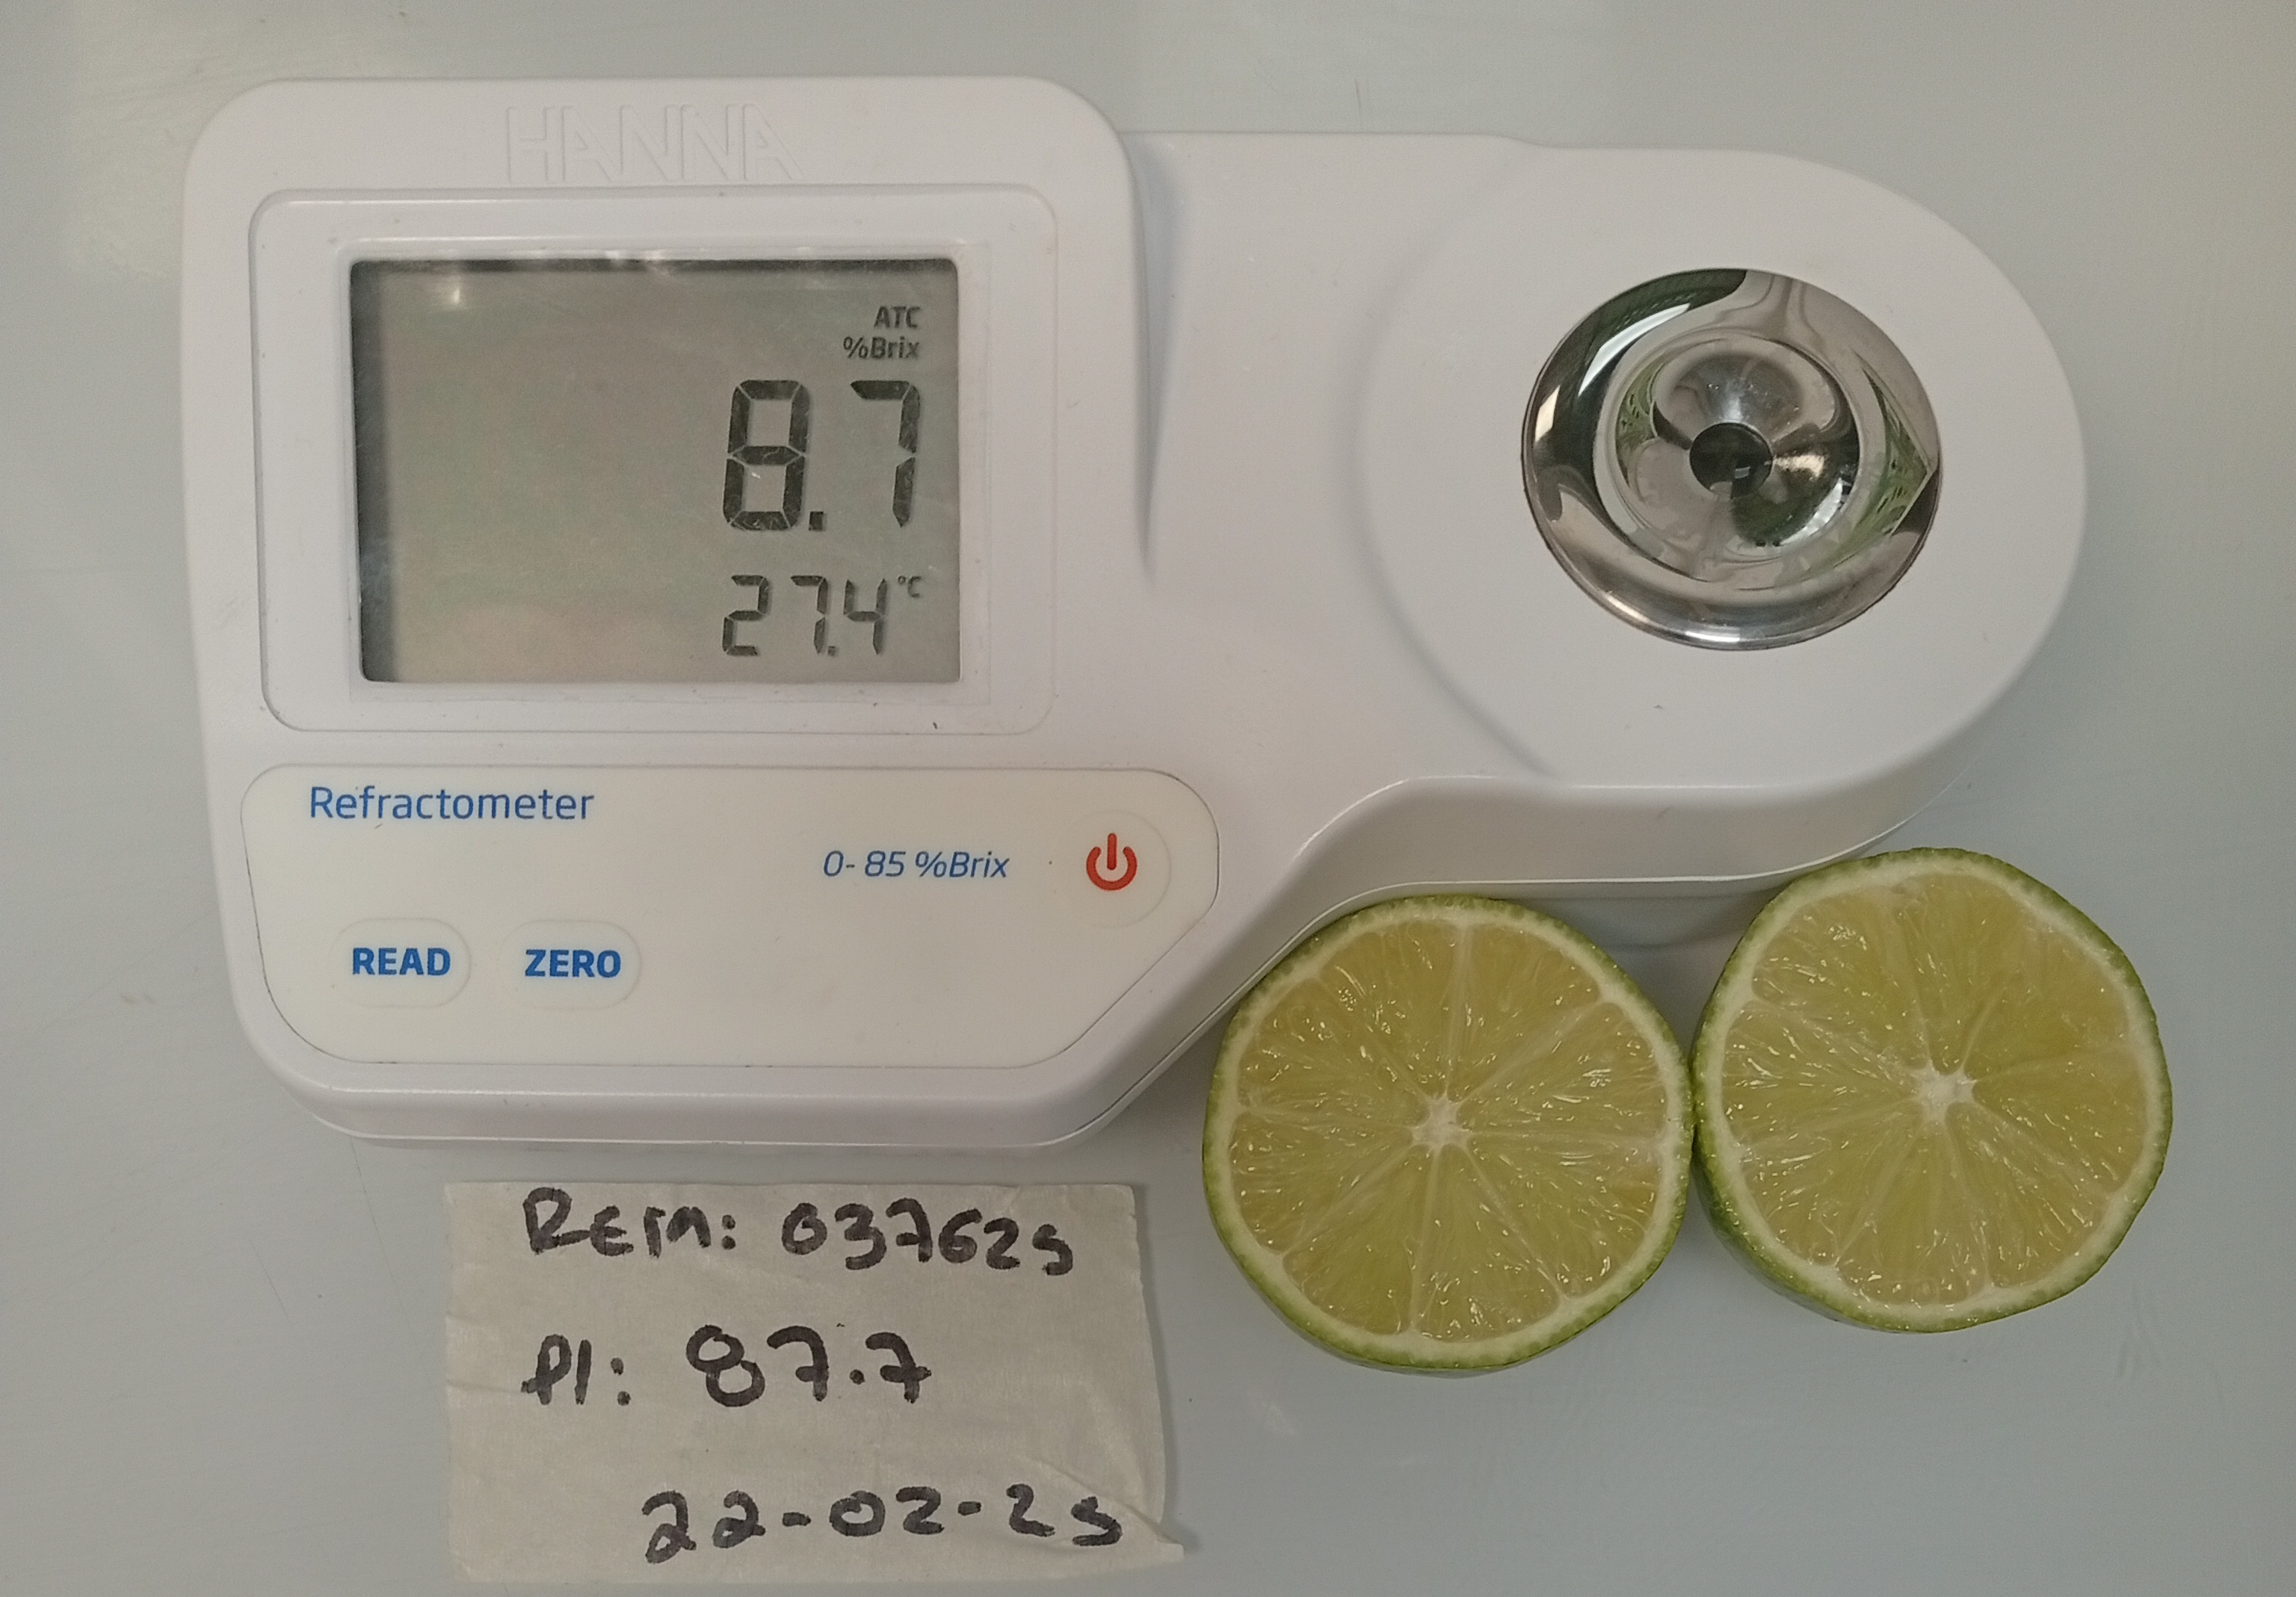 HANNA
ATC
%Brix
8.7
27.4°C
Refractometer
0-85 %Brix
READ ZERO
REM: 037625
PI: 87.7
22-02-25